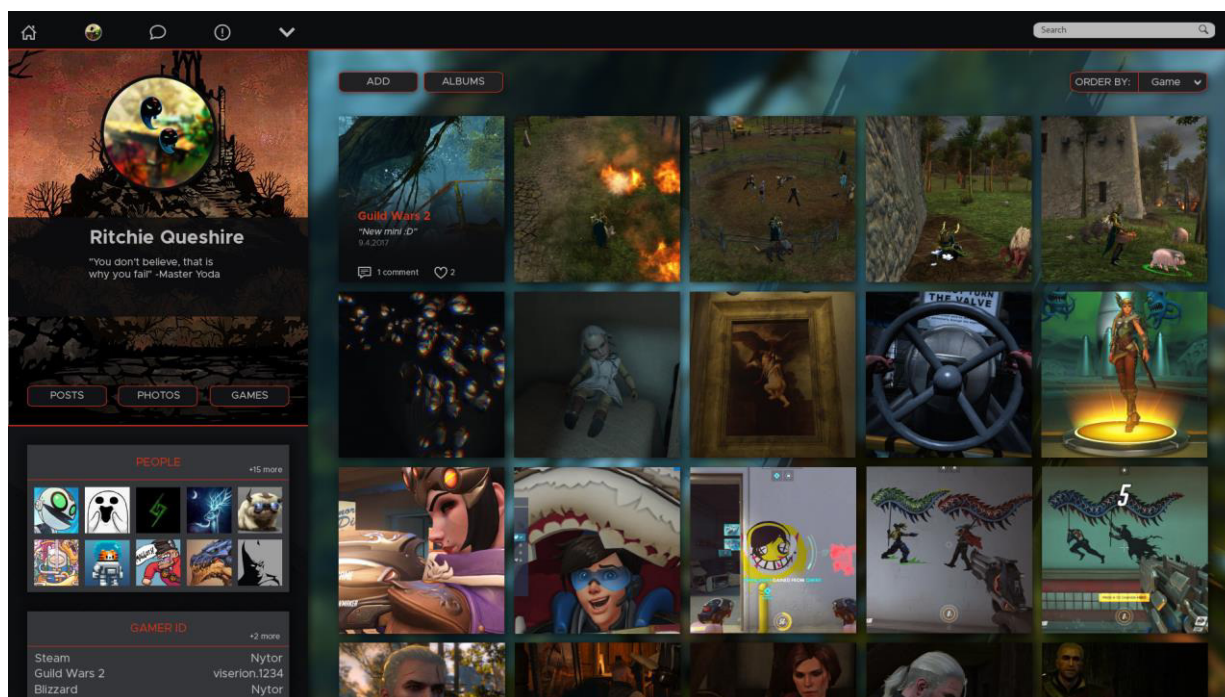 Search
Ritchie Queshire
"You don't believe, that is
why you fail" -Master Yoda
POSTS
PHOTOS
GAMES
PEOPLE
+15 more
GAMER ID
+2 more
Steam Nytor
Guild Wars 2 viserion.1234
Blizzard Nytor
ADD
ALBUMS
ORDER BY: Game
Guild Wars 2
"New mini :D"
9.4.2017
1 comment 2
TURN
THE VALVE
5